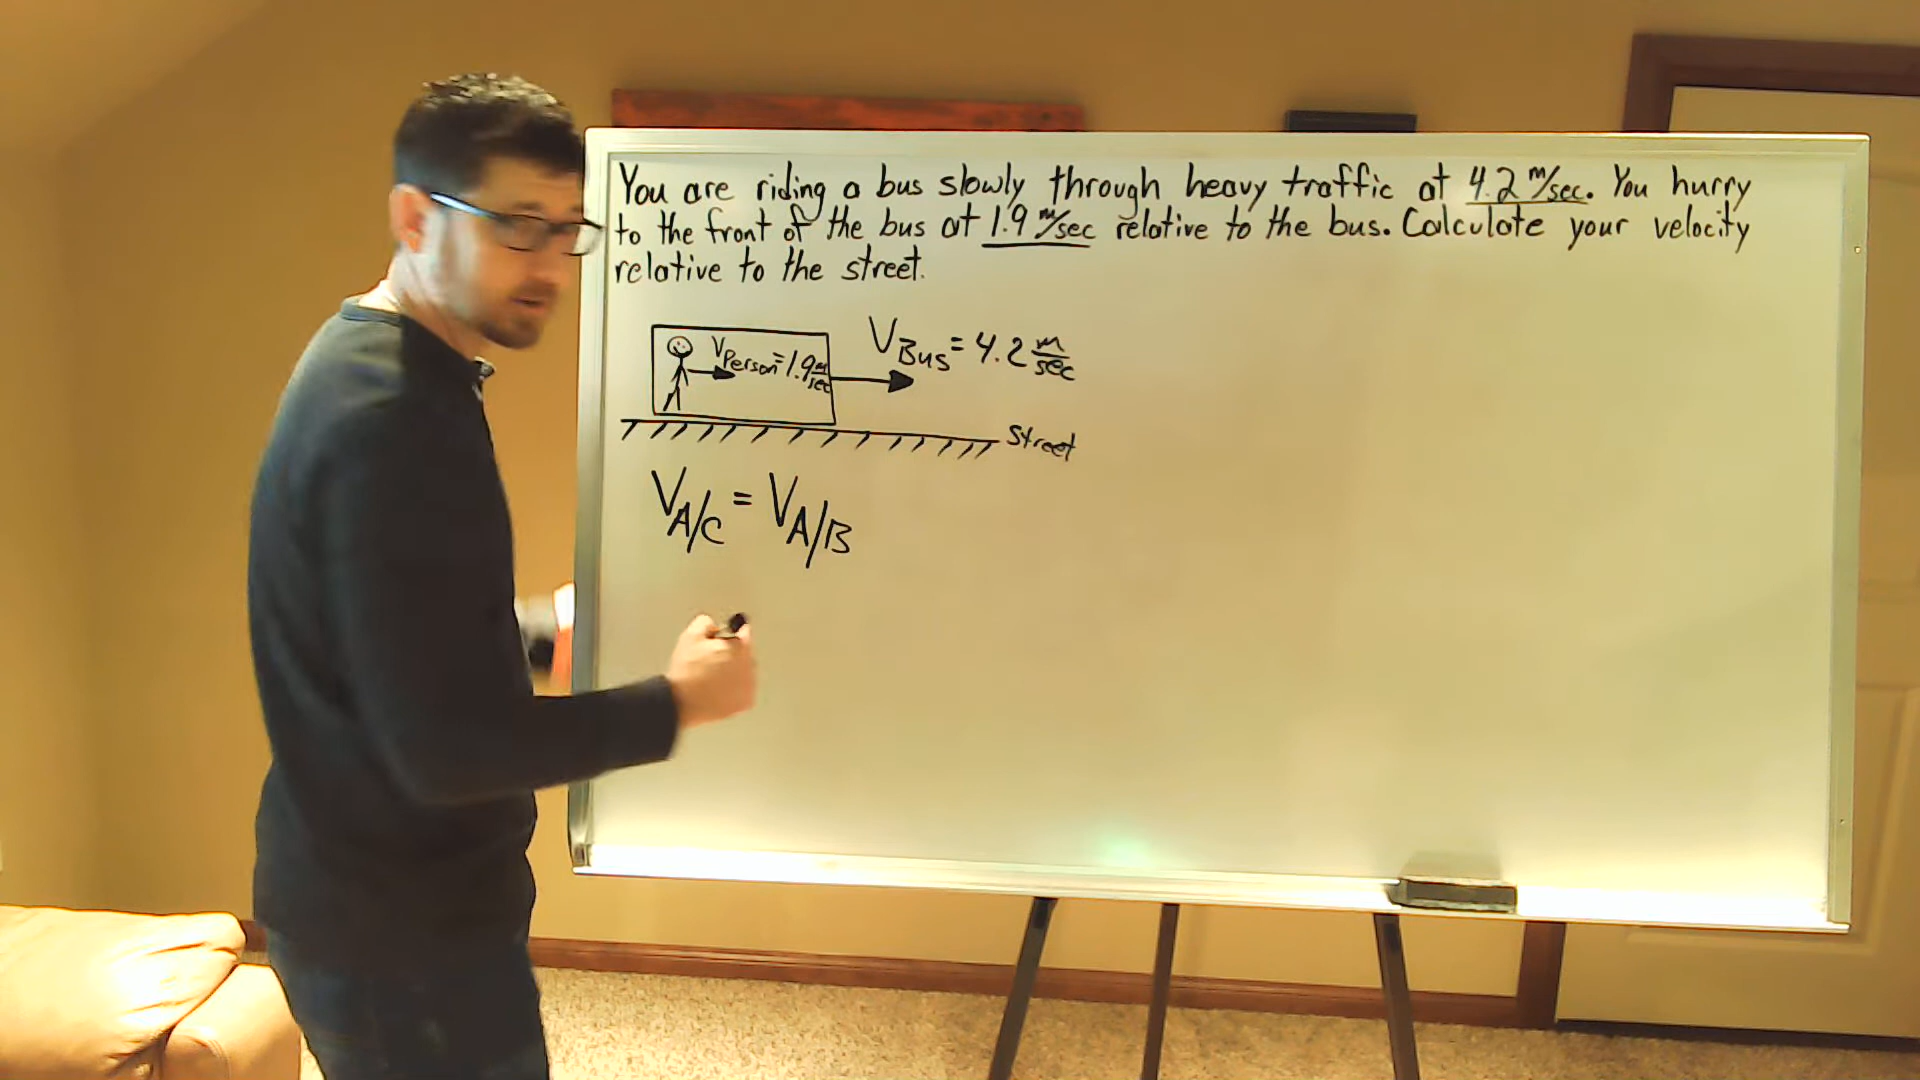 You are riding a bus slowly through heavy traffic at 4.2 m/sec. You hurry
to the front of the bus at 1.9 m/sec relative to the bus. Calculate your velocity
relative to the street.
V Person = 1.9 m/sec
V Bus = 4.2 m/sec
Street
V A/C = V A/B